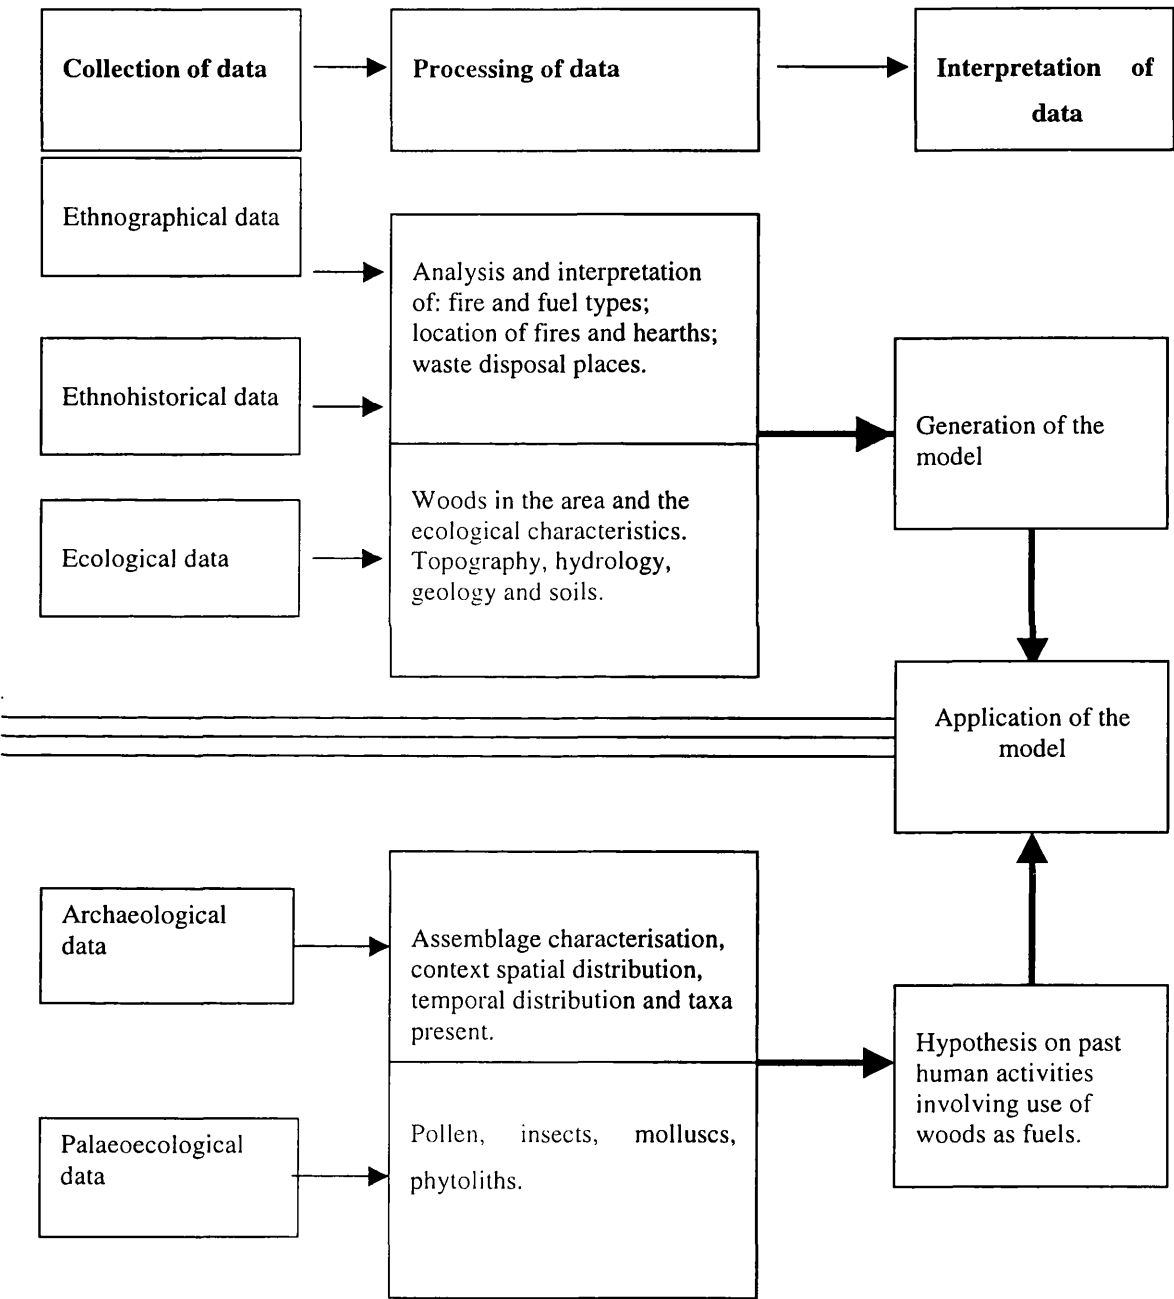 Collection of data
Processing of data
Interpretation of
data
Ethnographical data
Analysis and interpretation
of: fire and fuel types;
location of fires and hearths;
waste disposal places.
Ethnohistorical data
Generation of the
model
Woods in the area and the
ecological characteristics.
Topography, hydrology,
geology and soils.
Ecological data
Application of the
model
Archaeological
data
Assemblage characterisation,
context spatial distribution,
temporal distribution and taxa
present.
Hypothesis on past
human activities
involving use of
woods as fuels.
Palaeoecological
data
Pollen, insects, molluscs,
phytoliths.